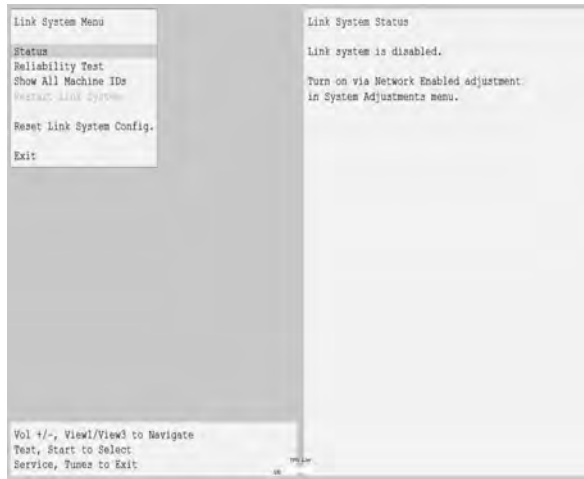 Link System Menu
Status
Reliability Test
Show All Machine IDs
Restart Link System
Reset Link System Config.
Exit
Link System Status
Link system is disabled.
Turn on via Network Enabled adjustment
in System Adjustments menu.
Vol +/-, View1/View3 to Navigate
Test, Start to Select
Service, Tunes to Exit